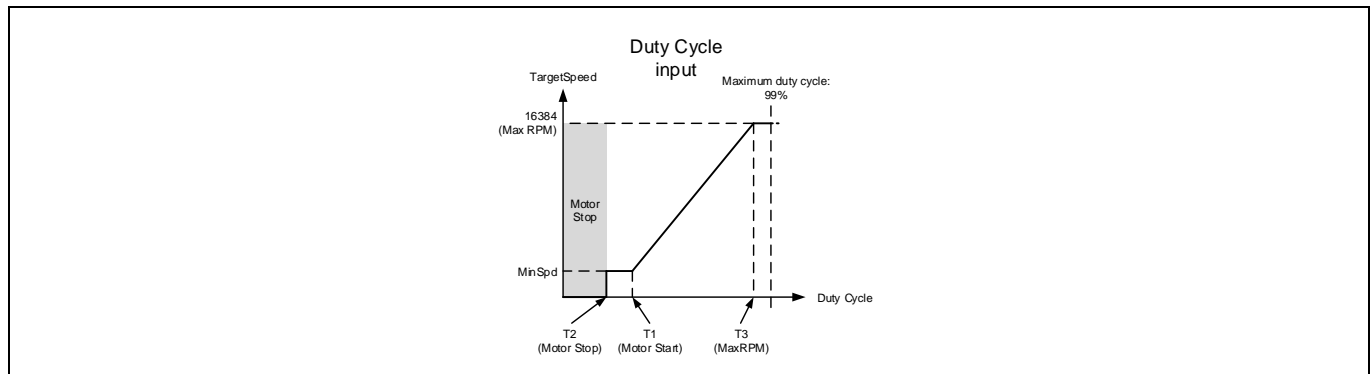 Duty Cycle
input
TargetSpeed
Maximum duty cycle:
99%
16384
(Max RPM)
Motor
Stop
MinSpd
Duty Cycle
T2
(Motor Stop)
T1
(Motor Start)
T3
(MaxRPM)